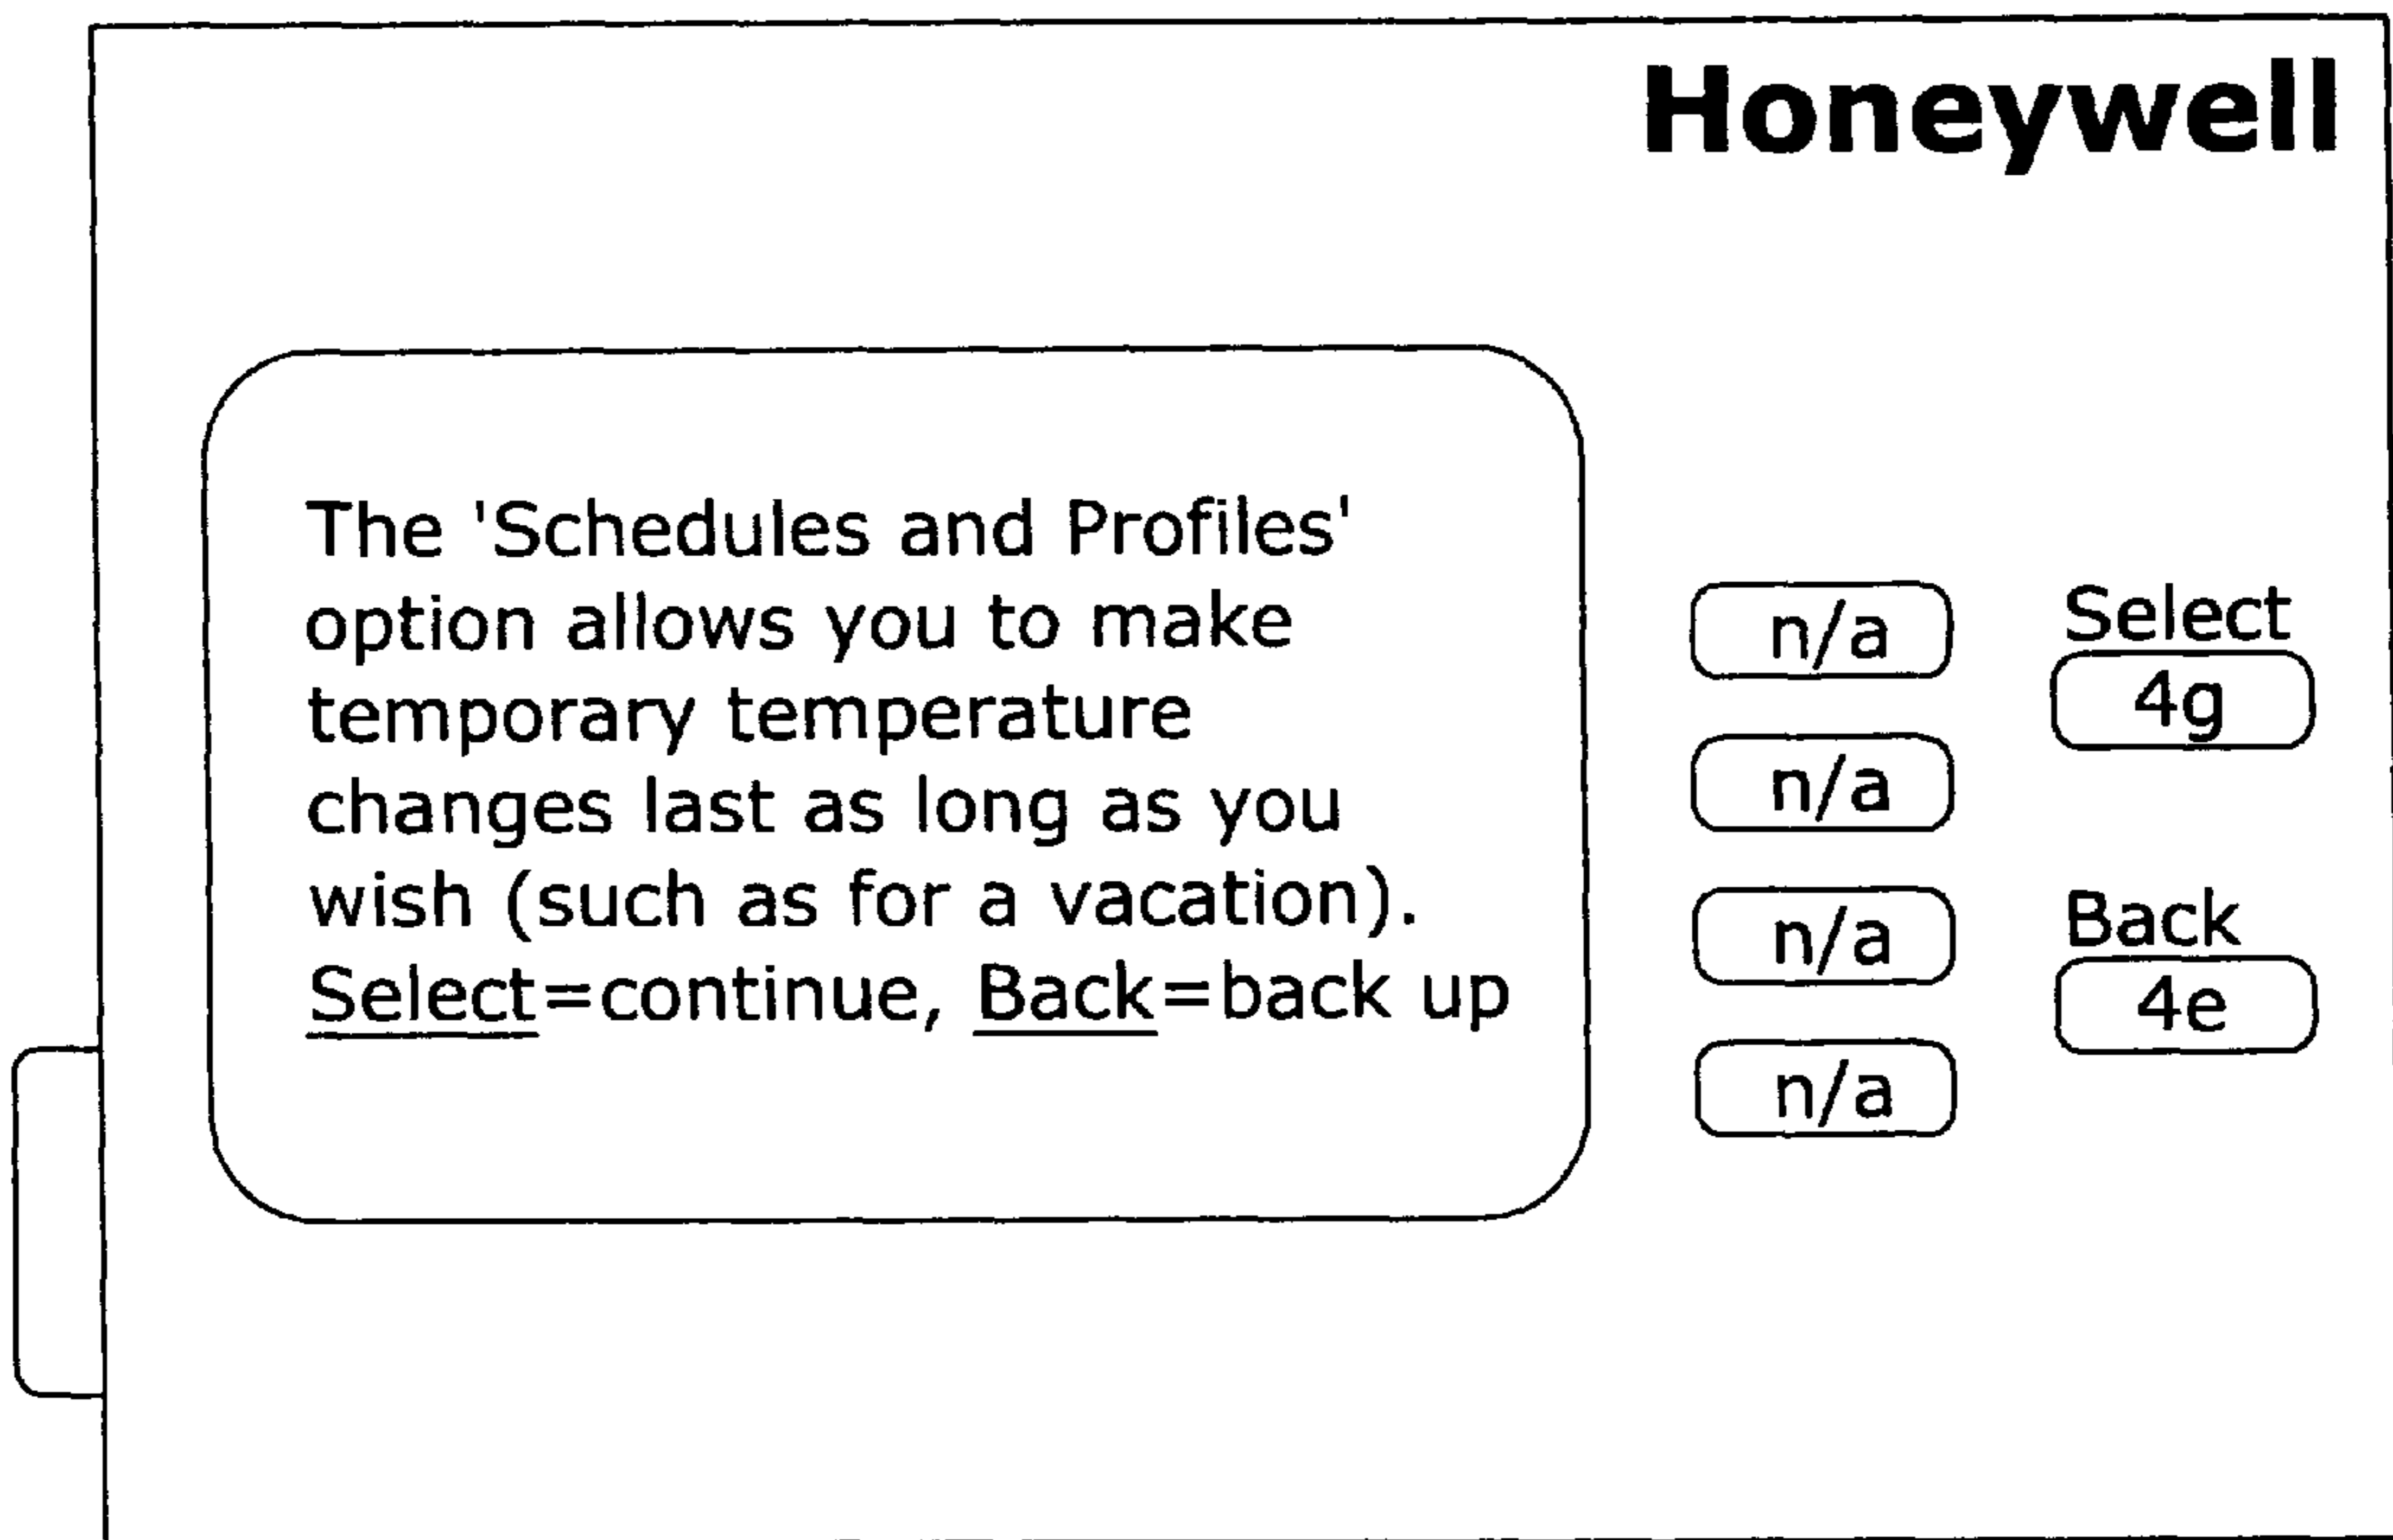 Honeywell
The 'Schedules and Profiles'
option allows you to make
temporary temperature
changes last as long as you
wish (such as for a vacation).
Select=continue, Back=back up
n/a
n/a
n/a
n/a
Select
4g
Back
4e